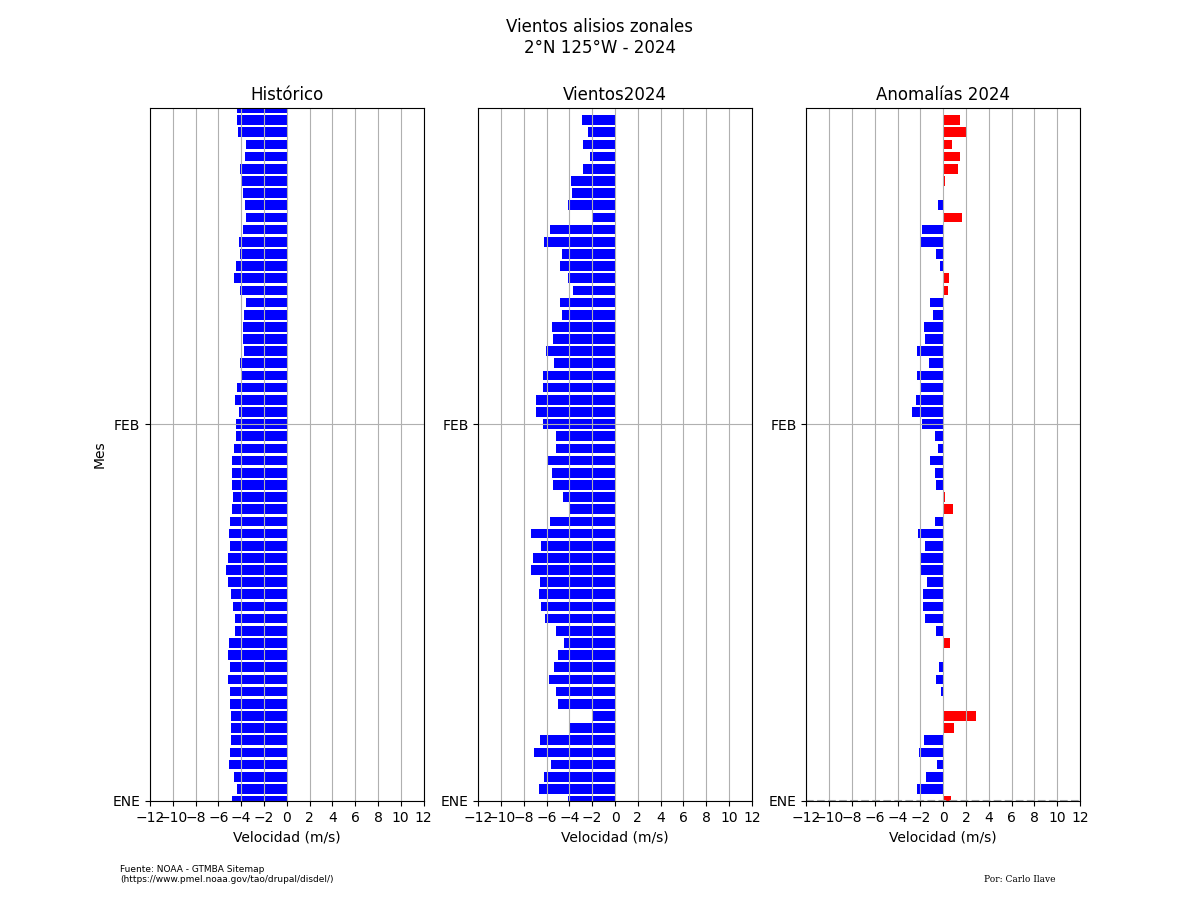 Vientos alisios zonales
2°N 125°W - 2024
Histórico
Vientos2024
Anomalías 2024
Mes
FEB
ENE
−12 −10 −8 −6 −4 −2 0 2 4 6 8 10 12
Velocidad (m/s)
FEB
ENE
−12 −10 −8 −6 −4 −2 0 2 4 6 8 10 12
Velocidad (m/s)
FEB
ENE
−12 −10 −8 −6 −4 −2 0 2 4 6 8 10 12
Velocidad (m/s)
Fuente: NOAA - GTMBA Sitemap
(https://www.pmel.noaa.gov/tao/drupal/disdel/)
Por: Carlo Ilave